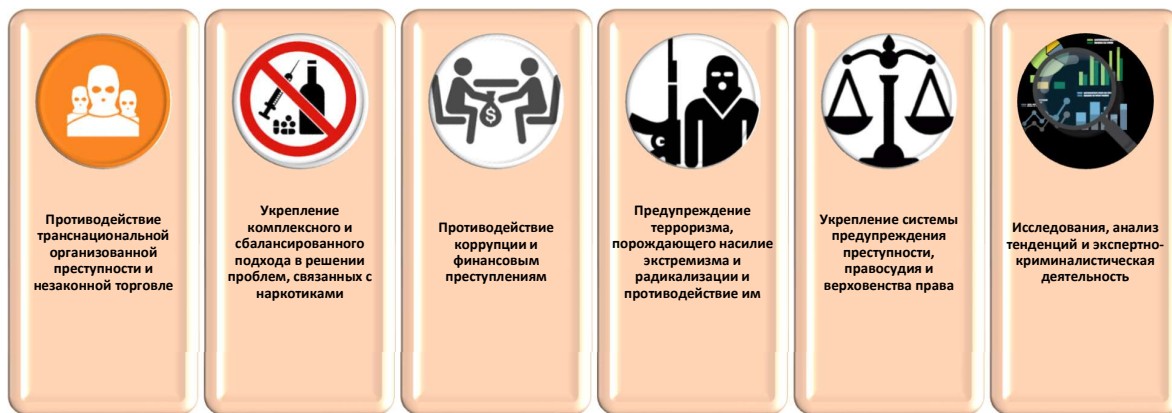 Противодействие
транснациональной
организованной
преступности и
незаконной торговле
Укрепление
комплексного и
сбалансированного
подхода в решении
проблем, связанных с
наркотиками
$
Противодействие
коррупции и
финансовым
преступлениям
Предупреждение
терроризма,
порождающего насилие
экстремизма и
радикализации и
противодействие им
Укрепление системы
предупреждения
преступности,
правосудия и
верховенства права
Исследования, анализ
тенденций и экспертно-
криминалистическая
деятельность